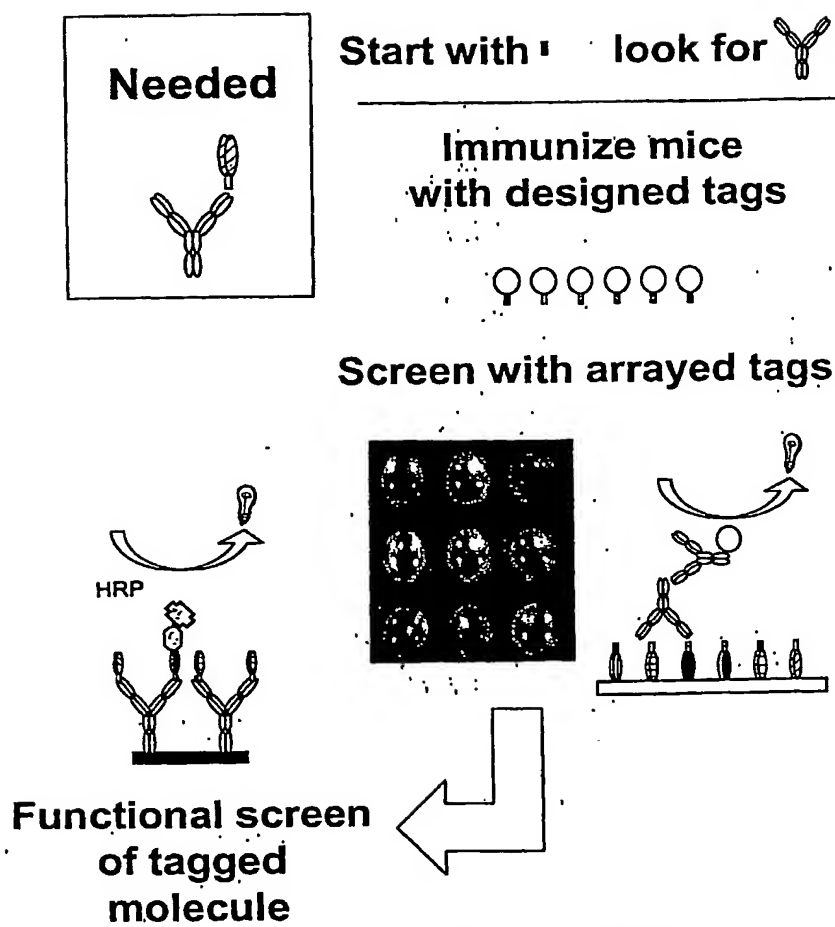 Needed
Start with look for
Immunize mice
with designed tags
Screen with arrayed tags
HRP
Functional screen
of tagged
molecule